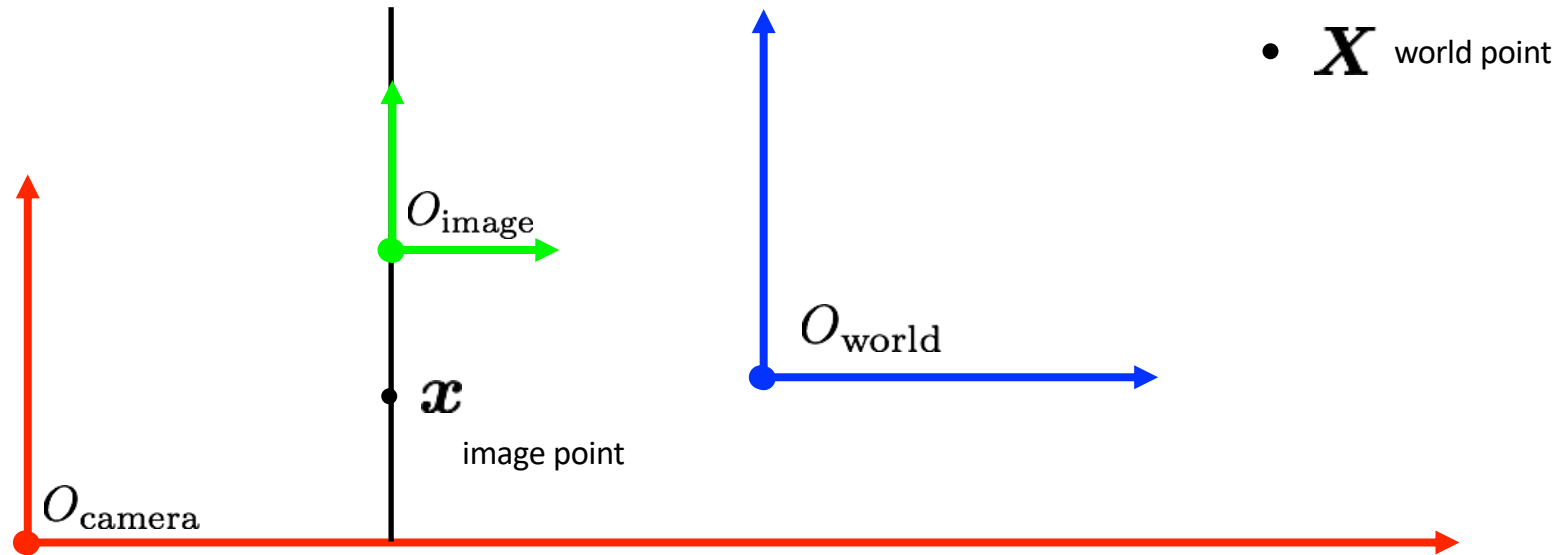 X world point
O_image
O_world
x
image point
O_camera